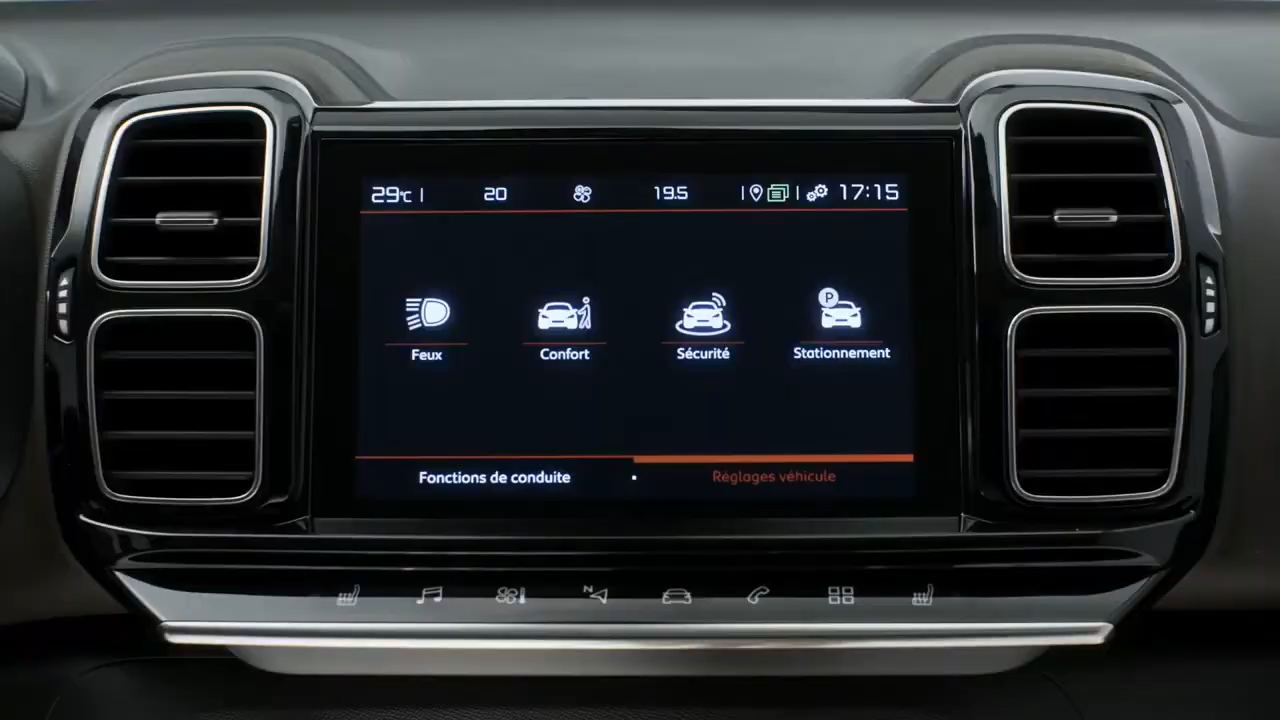 29°C 20 19.5 17:15
P
Feux Confort Sécurité Stationnement
Fonctions de conduite Réglages véhicule
N